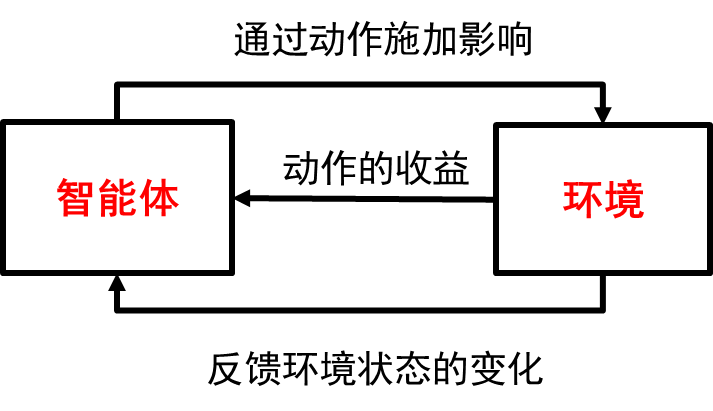 通过动作施加影响
动作的收益
智能体
环境
反馈环境状态的变化